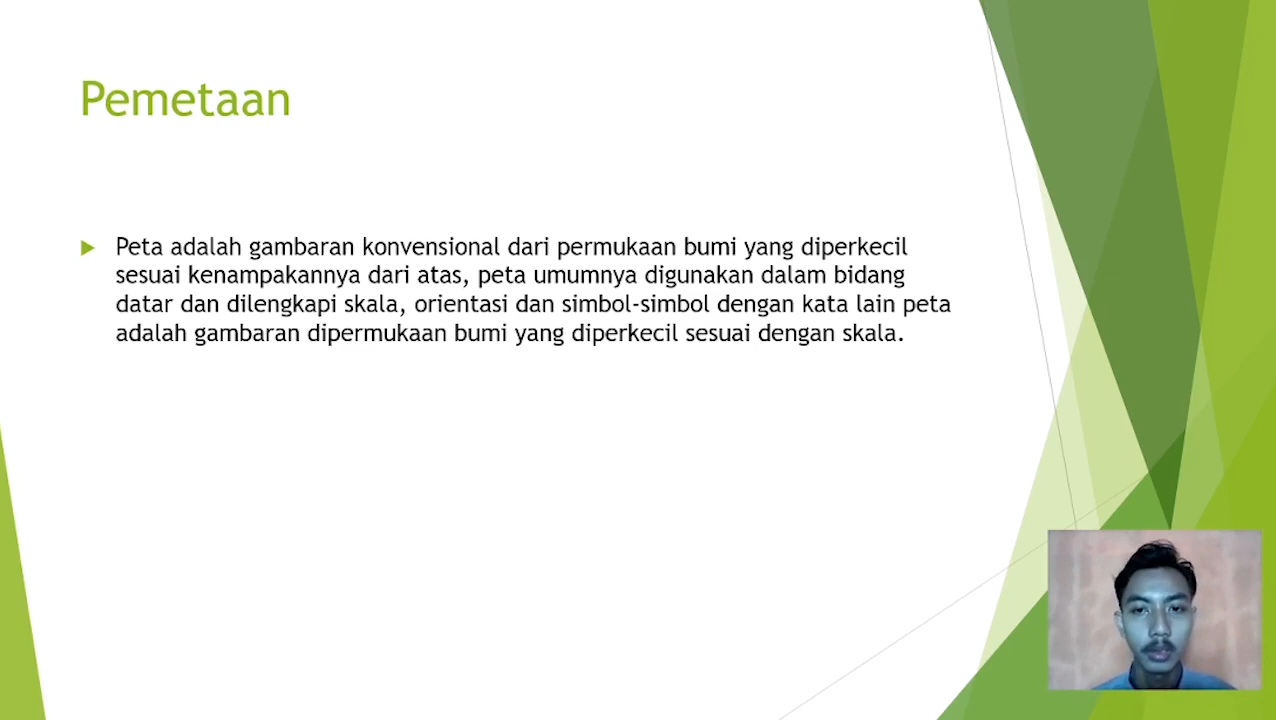 Pemetaan
Peta adalah gambaran konvensional dari permukaan bumi yang diperkecil
sesuai kenampakannya dari atas, peta umumnya digunakan dalam bidang
datar dan dilengkapi skala, orientasi dan simbol-simbol dengan kata lain peta
adalah gambaran dipermukaan bumi yang diperkecil sesuai dengan skala.